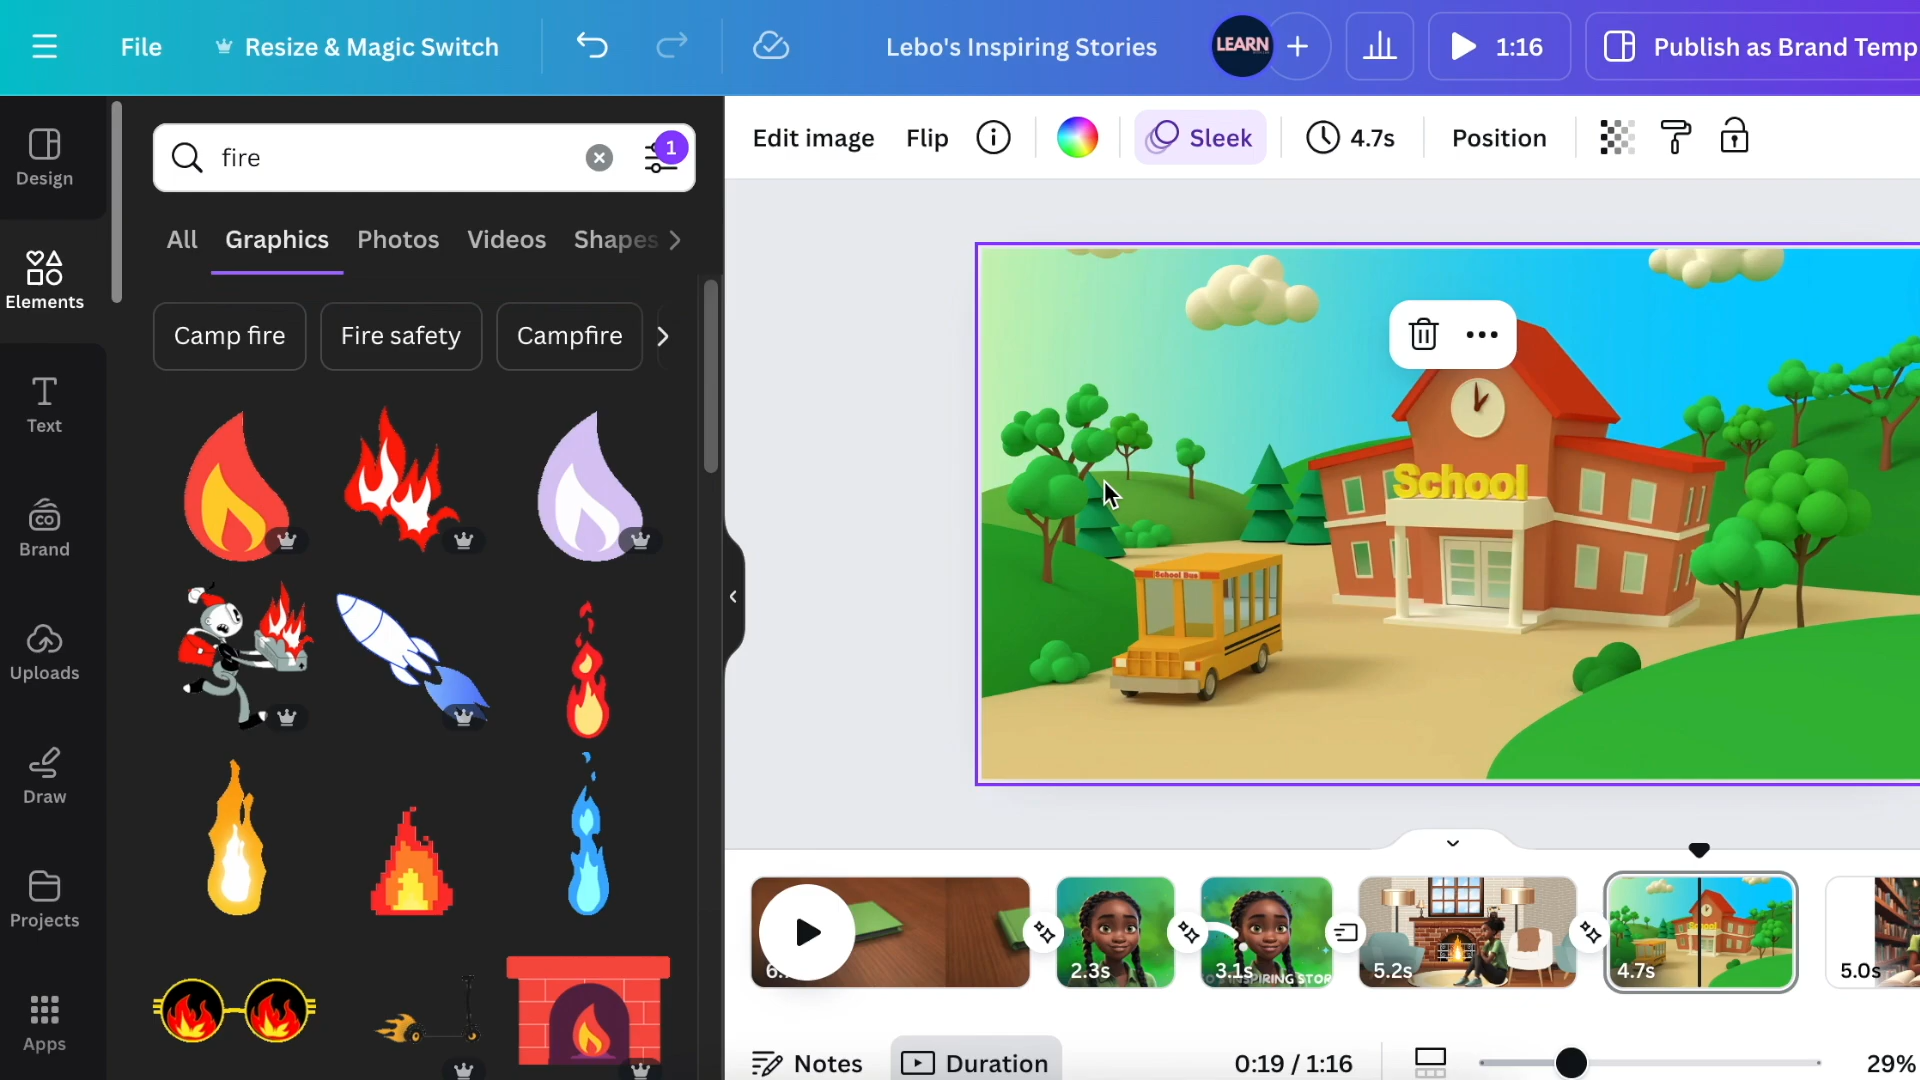 File
Resize & Magic Switch
Lebo's Inspiring Stories
LEARN
1:16
Publish as Brand Temp
Design
Elements
Text
Brand
Uploads
Draw
Projects
Apps
fire
1
All
Graphics
Photos
Videos
Shapes
Camp fire
Fire safety
Campfire
Edit image
Flip
Sleek
4.7s
Position
School
School Bus
2.3s
3.1s
O'S INSPIRING STOR
5.2s
4.7s
5.0s
Notes
Duration
0:19 / 1:16
29%